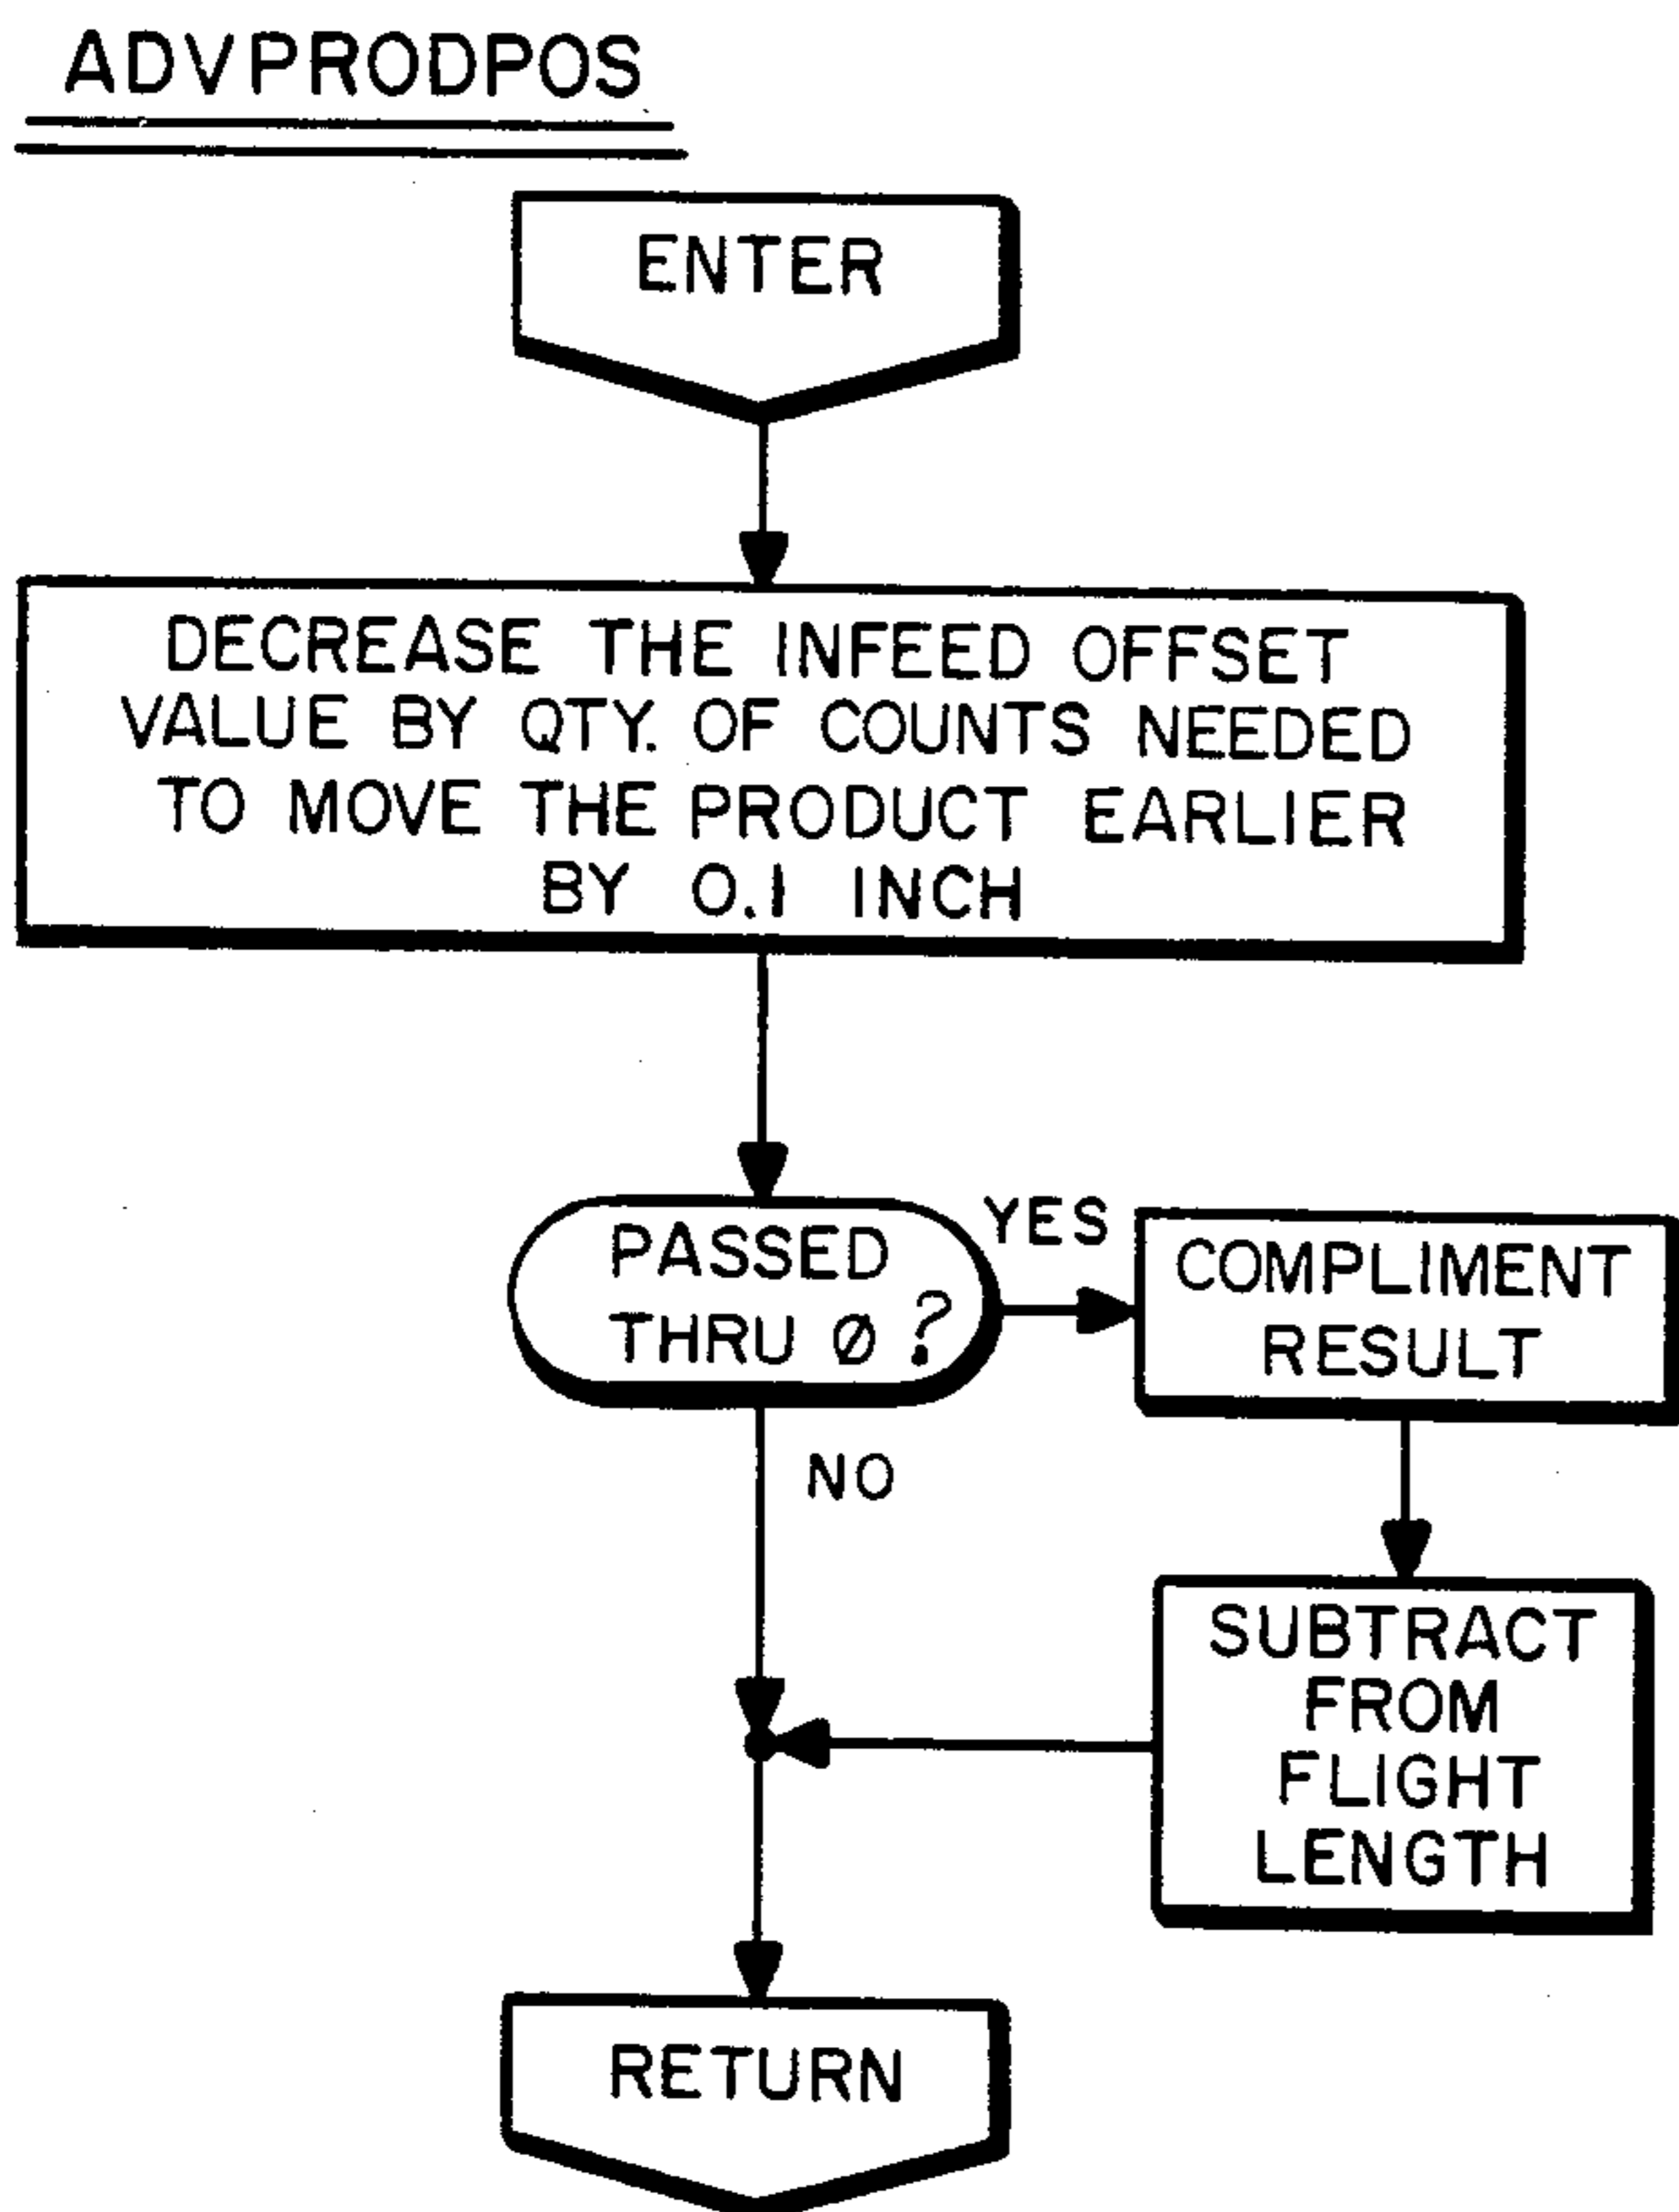 ADVPRODPOS
ENTER
DECREASE THE INFEED OFFSET
VALUE BY QTY. OF COUNTS NEEDED
TO MOVE THE PRODUCT EARLIER
BY 0.1 INCH
PASSED
THRU Ø ?
YES
COMPLIMENT
RESULT
NO
SUBTRACT
FROM
FLIGHT
LENGTH
RETURN